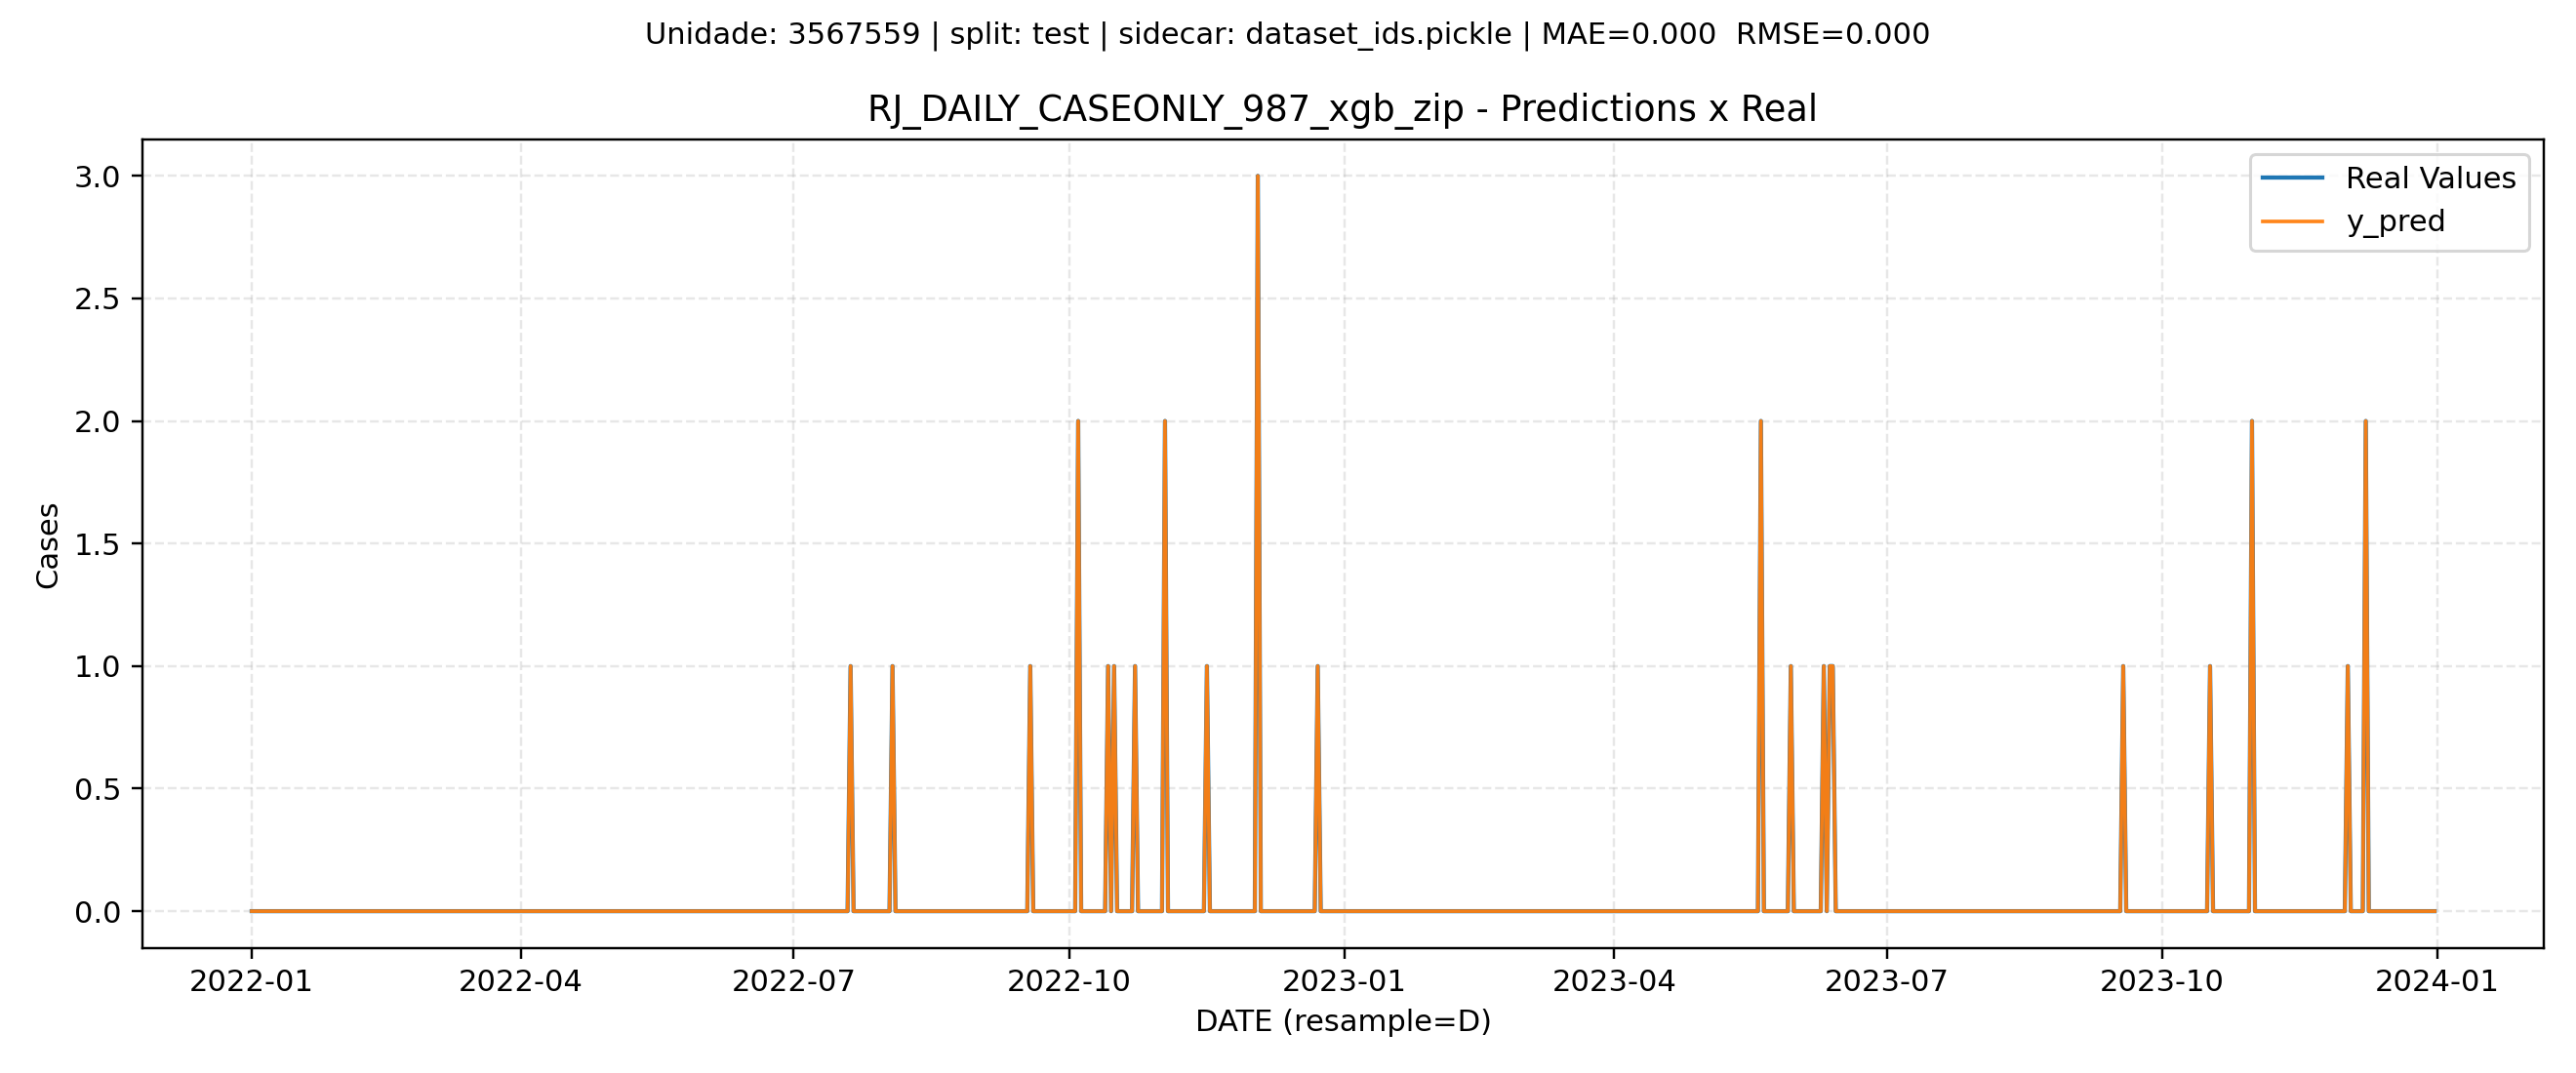 Unidade: 3567559 | split: test | sidecar: dataset_ids.pickle | MAE=0.000  RMSE=0.000
RJ_DAILY_CASEONLY_987_xgb_zip - Predictions x Real
Real Values
y_pred
Cases
3.0
2.5
2.0
1.5
1.0
0.5
0.0
2022-01 2022-04 2022-07 2022-10 2023-01 2023-04 2023-07 2023-10 2024-01
DATE (resample=D)